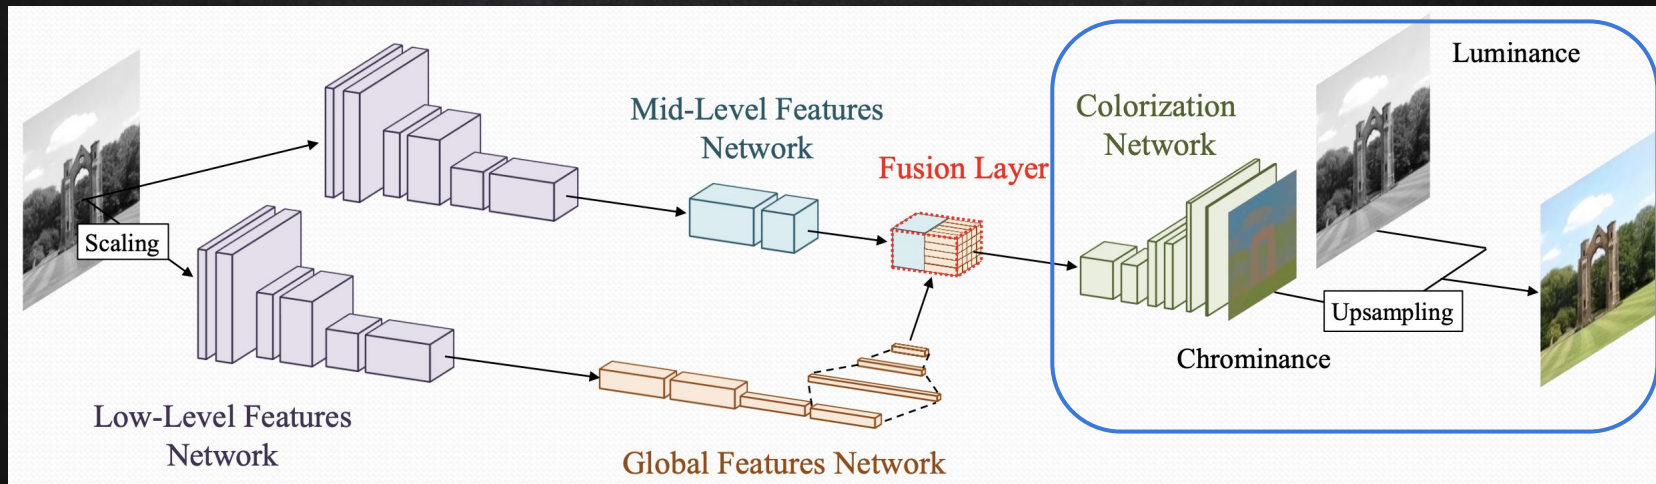 Scaling
Low-Level Features
Network
Mid-Level Features
Network
Global Features Network
Fusion Layer
Colorization
Network
Chrominance
Luminance
Upsampling